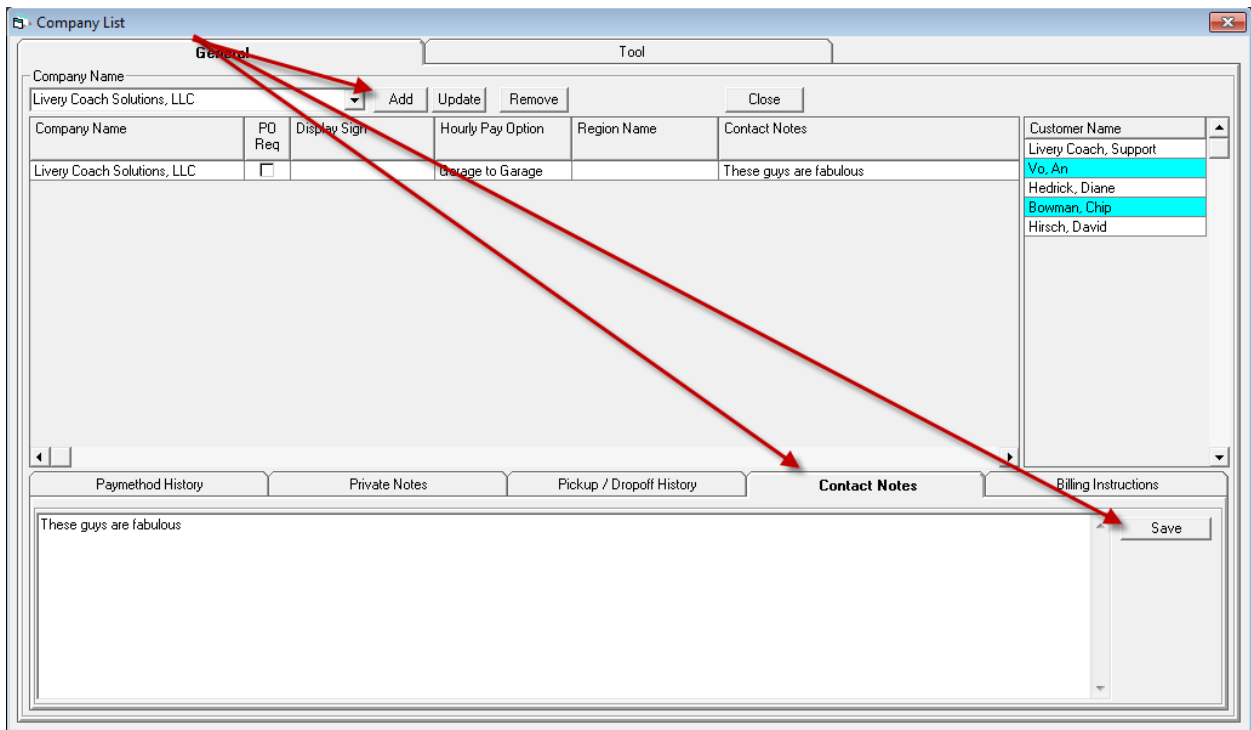 Company List
General Tool
Company Name
Livery Coach Solutions, LLC Add Update Remove Close
Company Name PO Req Display Sign Hourly Pay Option Region Name Contact Notes
Livery Coach Solutions, LLC Garage to Garage These guys are fabulous
Customer Name
Livery Coach, Support
Vo, An
Hedrick, Diane
Bowman, Chip
Hirsch, David
Paymethod History Private Notes Pickup / Dropoff History Contact Notes Billing Instructions
These guys are fabulous Save